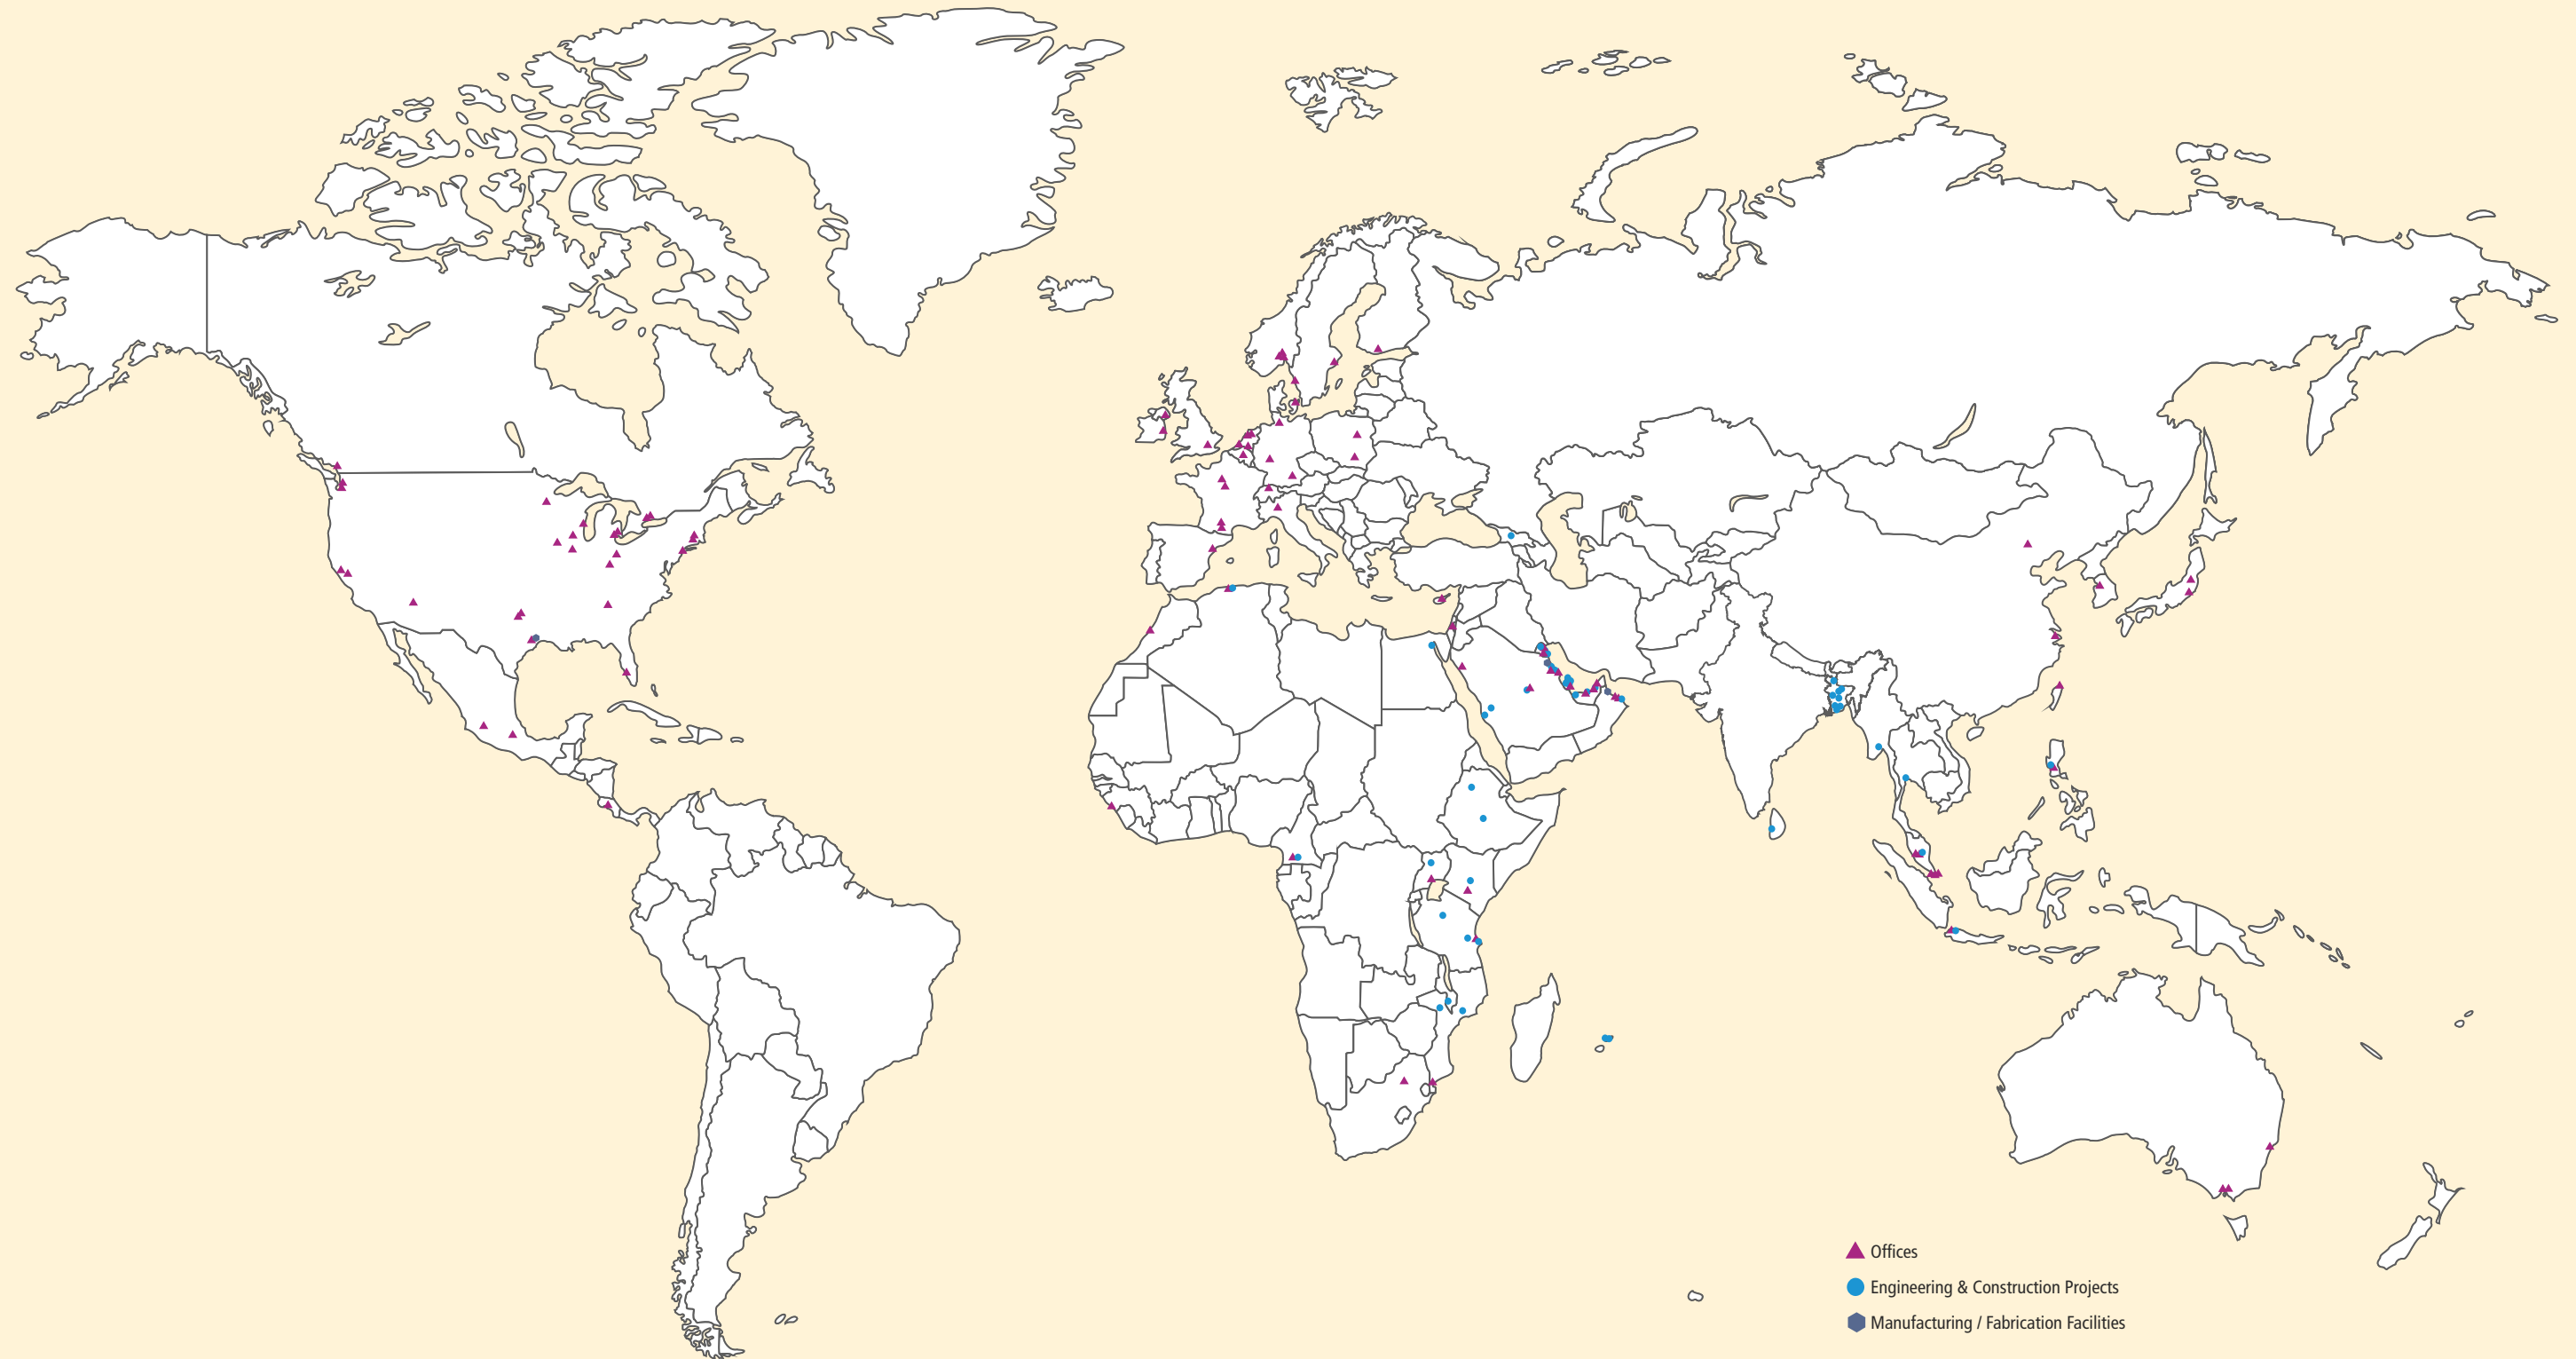 Offices
Engineering & Construction Projects
Manufacturing / Fabrication Facilities